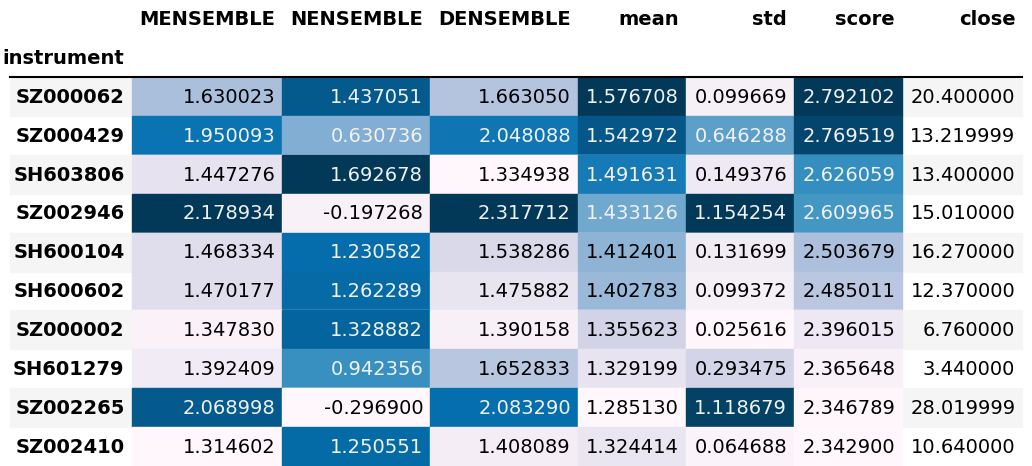 MENSEMBLE NENSEMBLE DENSEMBLE mean std score close
instrument
SZ000062 1.630023 1.437051 1.663050 1.576708 0.099669 2.792102 20.400000
SZ000429 1.950093 0.630736 2.048088 1.542972 0.646288 2.769519 13.219999
SH603806 1.447276 1.692678 1.334938 1.491631 0.149376 2.626059 13.400000
SZ002946 2.178934 -0.197268 2.317712 1.433126 1.154254 2.609965 15.010000
SH600104 1.468334 1.230582 1.538286 1.412401 0.131699 2.503679 16.270000
SH600602 1.470177 1.262289 1.475882 1.402783 0.099372 2.485011 12.370000
SZ000002 1.347830 1.328882 1.390158 1.355623 0.025616 2.396015 6.760000
SH601279 1.392409 0.942356 1.652833 1.329199 0.293475 2.365648 3.440000
SZ002265 2.068998 -0.296900 2.083290 1.285130 1.118679 2.346789 28.019999
SZ002410 1.314602 1.250551 1.408089 1.324414 0.064688 2.342900 10.640000